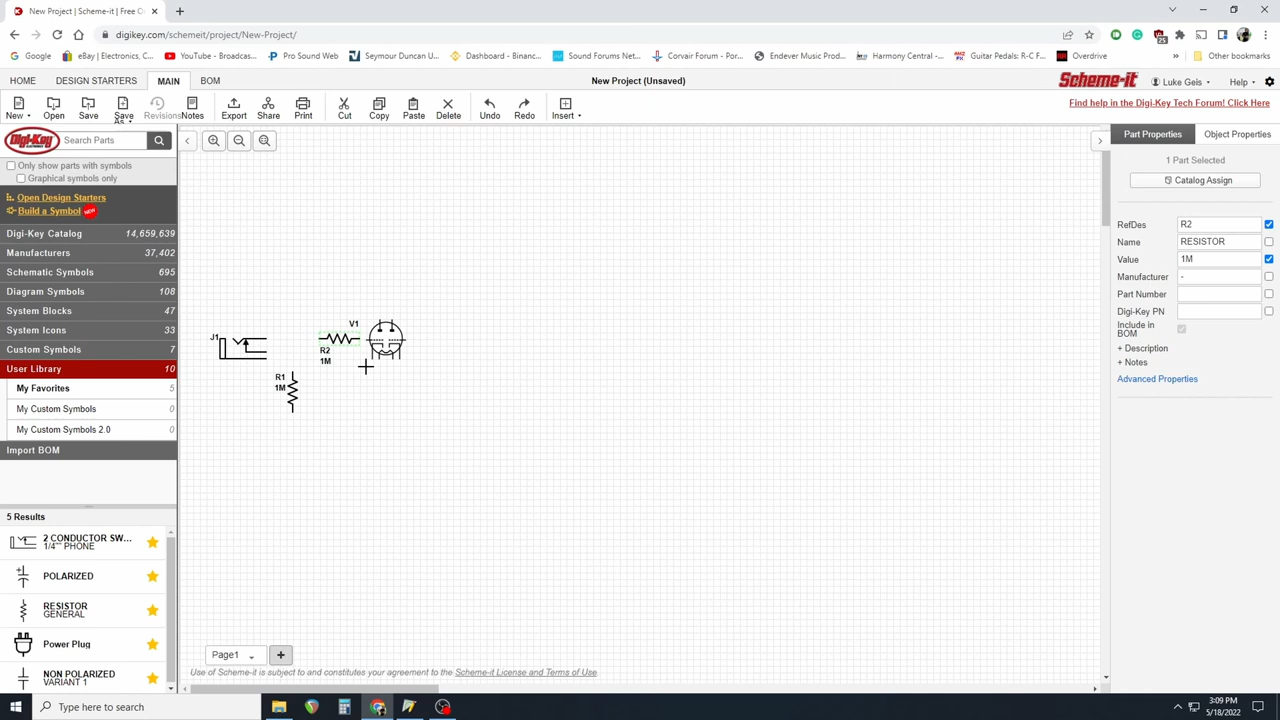 New Project | Scheme-it | Free O
digikey.com/schemeit/project/New-Project/
Google
eBay | Electronics, C...
YouTube - Broadcas...
Pro Sound Web
Seymour Duncan U...
Dashboard - Binanc...
Sound Forums Net...
Corvair Forum - Por...
Endever Music Prod...
Harmony Central -...
Guitar Pedals: R-C F...
Overdrive
»
Other bookmarks
HOME
DESIGN STARTERS
MAIN
BOM
New Project (Unsaved)
Scheme-it
Luke Geis
Help
Find help in the Digi-Key Tech Forum! Click Here
New
Open
Save
Save As
Revisions
Notes
Export
Share
Print
Cut
Copy
Paste
Delete
Undo
Redo
Insert
Digi-Key
ELECTRONICS
Search Parts
Only show parts with symbols
Graphical symbols only
Open Design Starters
Build a Symbol NEW
Digi-Key Catalog 14,659,639
Manufacturers 37,402
Schematic Symbols 695
Diagram Symbols 108
System Blocks 47
System Icons 33
Custom Symbols 7
User Library 10
My Favorites 5
My Custom Symbols 0
My Custom Symbols 2.0 0
Import BOM
5 Results
2 CONDUCTOR SW...
1/4"" PHONE
POLARIZED
RESISTOR
GENERAL
Power Plug
NON POLARIZED
VARIANT 1
J1
V1
R2
1M
R1
1M
Part Properties
Object Properties
1 Part Selected
Catalog Assign
RefDes R2
Name RESISTOR
Value 1M
Manufacturer -
Part Number
Digi-Key PN
Include in
BOM
+ Description
+ Notes
Advanced Properties
Page1
+
Use of Scheme-it is subject to and constitutes your agreement to the Scheme-it License and Terms of Use.
Type here to search
3:09 PM
5/18/2022